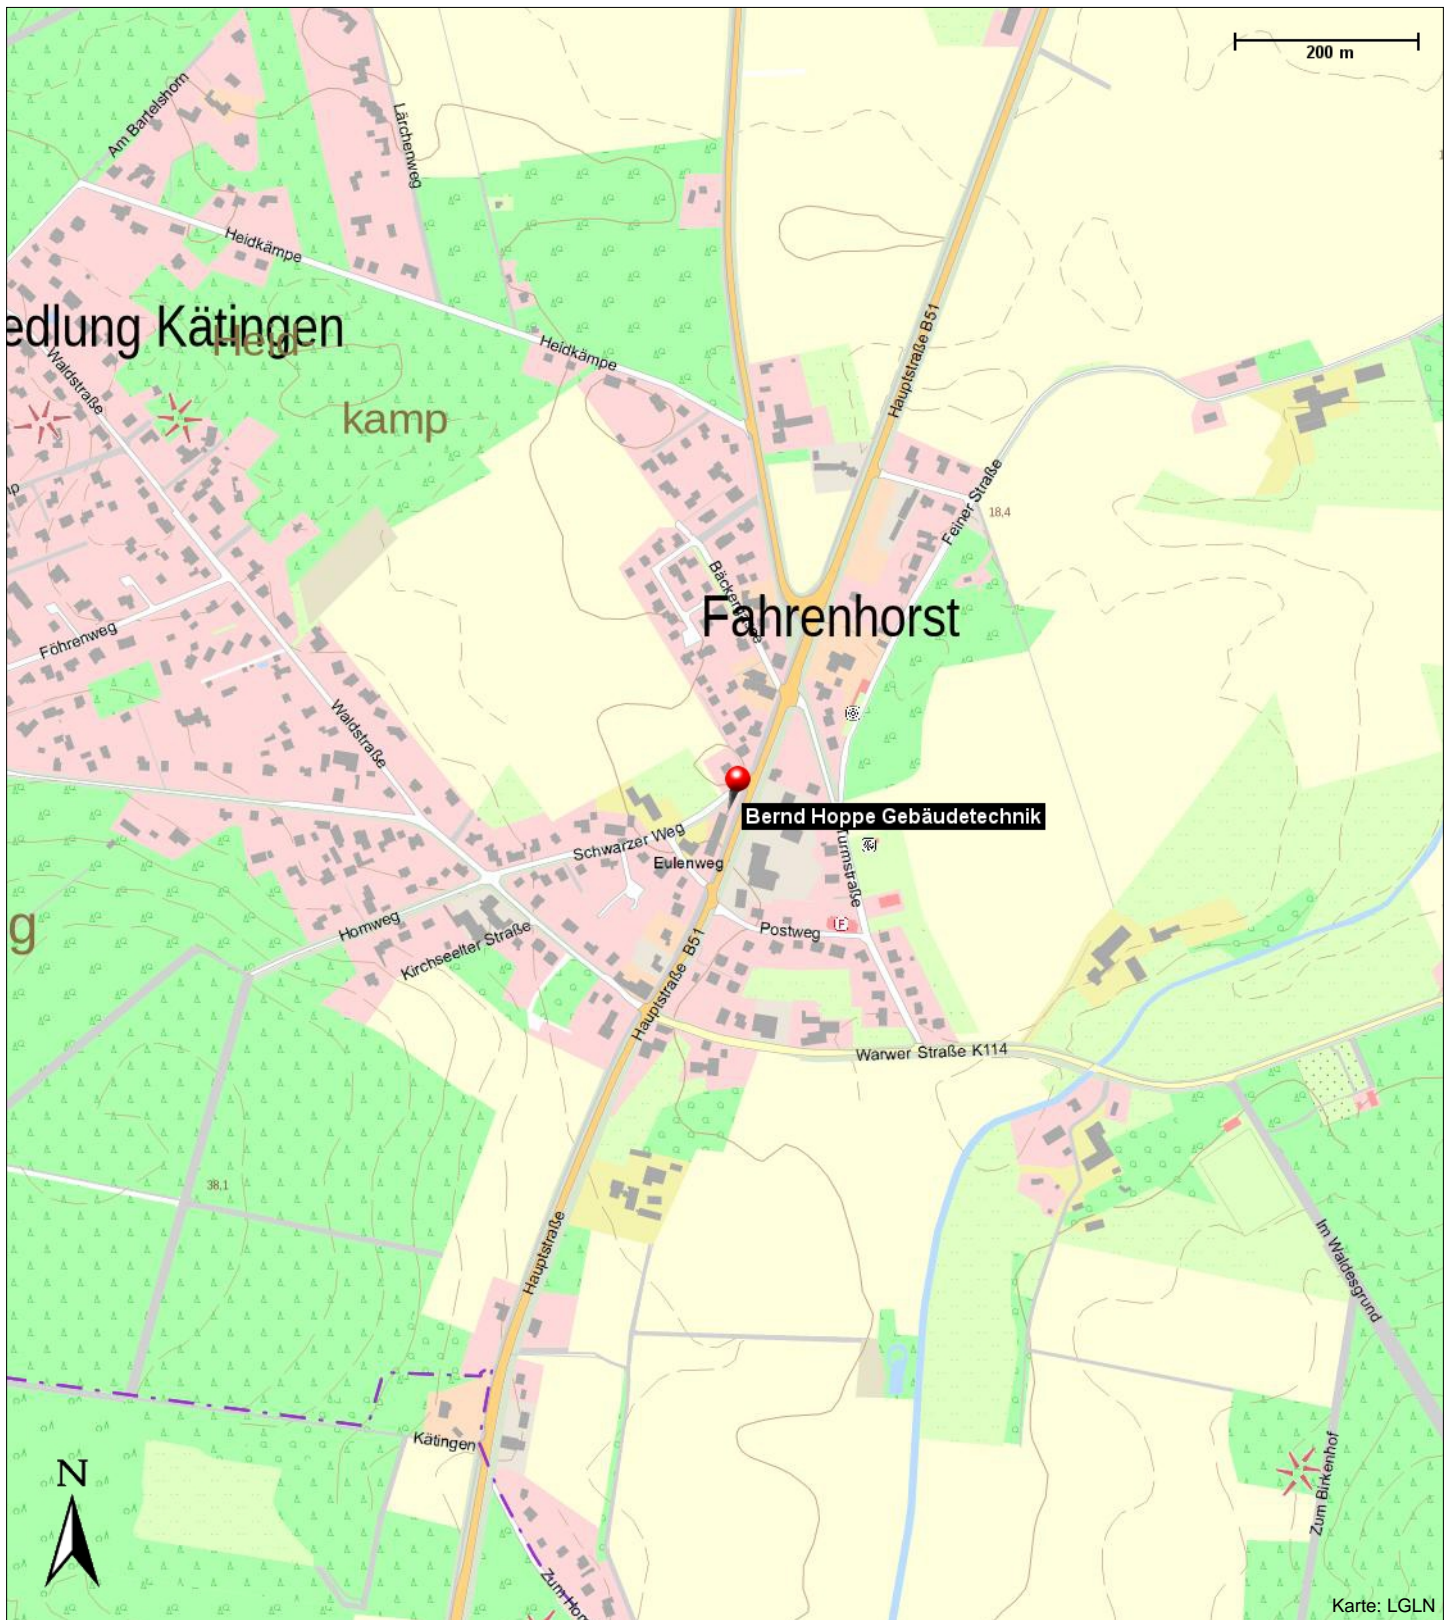 200 m
Am Bartelshorn
Lärchenweg
Heidkämpe
Hauptstraße B51
edlung Kätingen
Heid
Heidkämpe
Waldstraße
kamp
Feiner Straße
18,4
Fahrenhorst
Föhrenweg
Waldstraße
Bernd Hoppe Gebäudetechnik
Schwarzer Weg
Eulenweg
Turmstraße
Homweg
Kirchseelter Straße
Postweg
F
g
Hauptstraße B51
Warwer Straße K114
38,1
Hauptstraße
Im Waldesgrund
Kätingen
Zum Birkenhof
N
Karte: LGLN